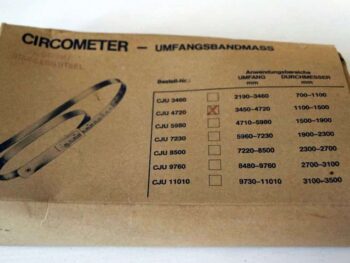 CIRCOMETER – UMFANGSBANDMASS
Anwendungsbereiche
Bestell-Nr.: UMFANG DURCHMESSER
mm mm
CJU 3460 2190–3460 700–1100
CJU 4720 3450–4720 1100–1500
CJU 5980 4710–5980 1500–1900
CJU 7230 5960–7230 1900–2300
CJU 8500 7220–8500 2300–2700
CJU 9760 8480–9760 2700–3100
CJU 11010 9730–11010 3100–3500